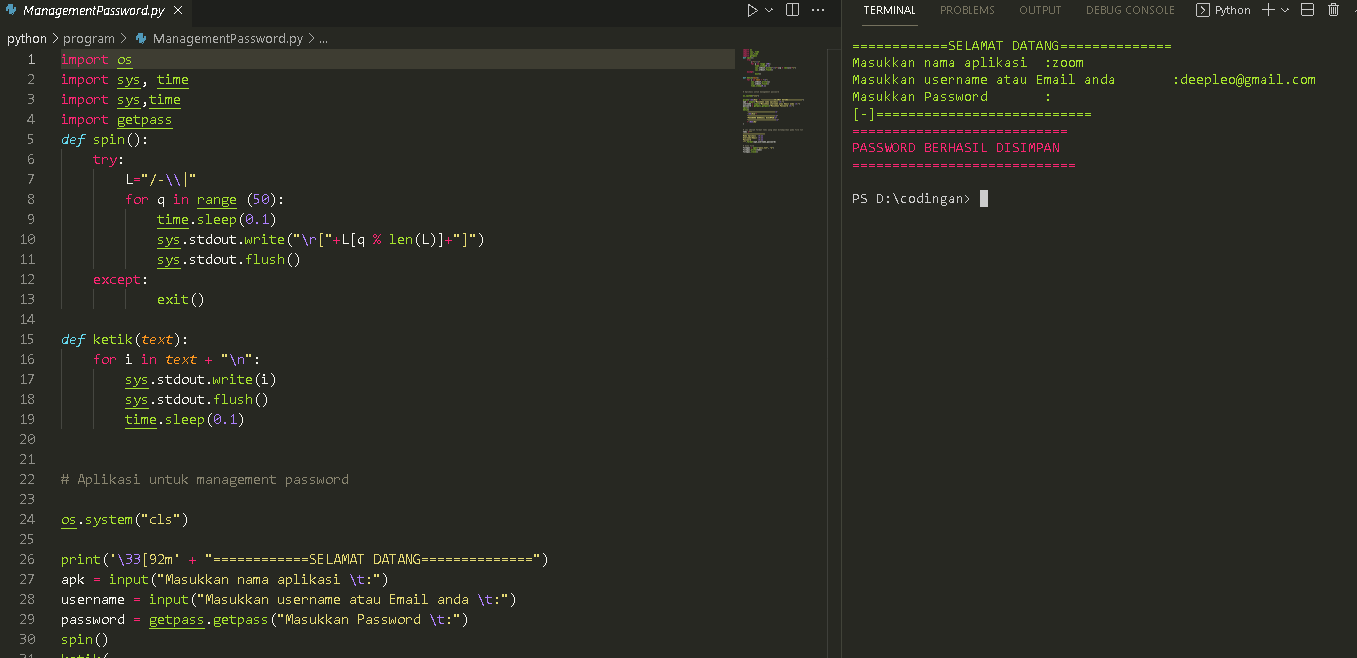 ManagementPassword.py
python > program > ManagementPassword.py > ...
1 import os
2 import sys, time
3 import sys,time
4 import getpass
5 def spin():
6 try:
7 L="/-\\|"
8 for q in range (50):
9 time.sleep(0.1)
10 sys.stdout.write("\r["+L[q % len(L)]+"]")
11 sys.stdout.flush()
12 except:
13 exit()
14
15 def ketik(text):
16 for i in text + "\n":
17 sys.stdout.write(i)
18 sys.stdout.flush()
19 time.sleep(0.1)
20
21
22 # Aplikasi untuk management password
23
24 os.system("cls")
25
26 print('\33[92m' + "============SELAMAT DATANG==============")
27 apk = input("Masukkan nama aplikasi \t:")
28 username = input("Masukkan username atau Email anda \t:")
29 password = getpass.getpass("Masukkan Password \t:")
30 spin()
31 ketik(
TERMINAL PROBLEMS OUTPUT DEBUG CONSOLE Python
============SELAMAT DATANG==============
Masukkan nama aplikasi :zoom
Masukkan username atau Email anda :deepleo@gmail.com
Masukkan Password :
[-]===========================
===========================
PASSWORD BERHASIL DISIMPAN
============================
PS D:\codingan>